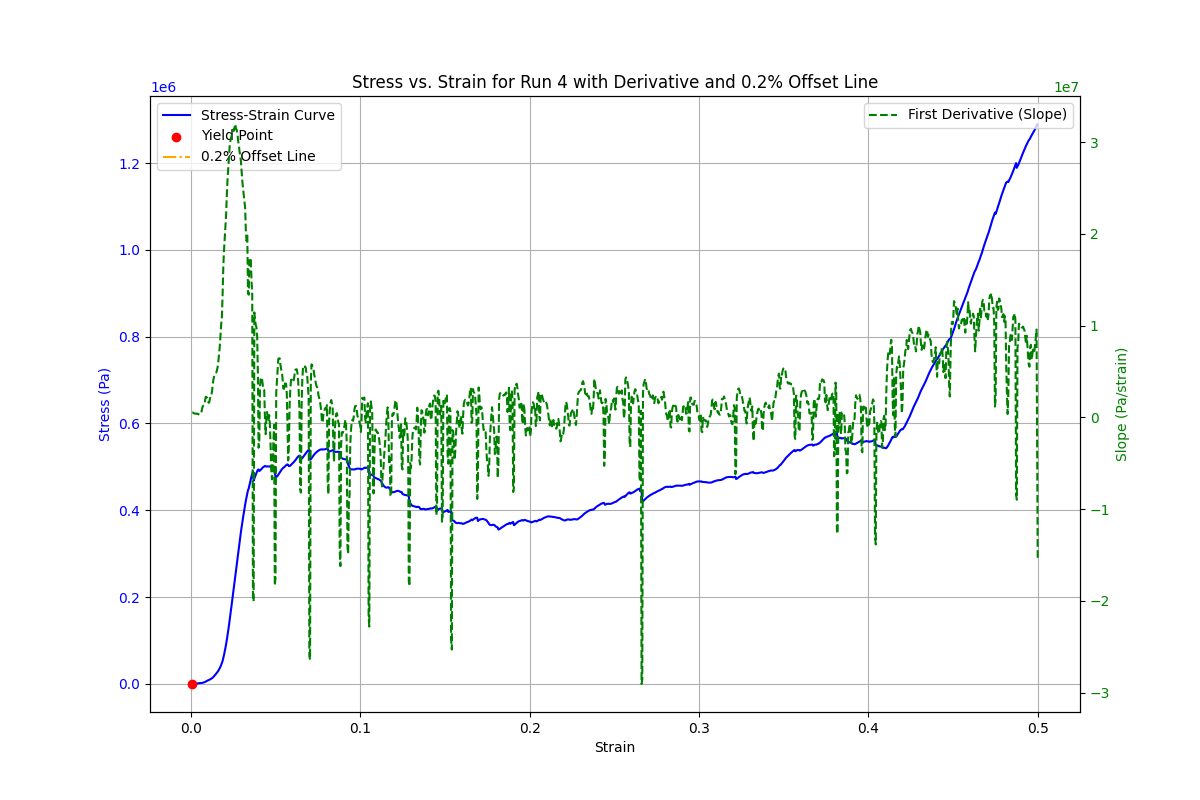 Stress vs. Strain for Run 4 with Derivative and 0.2% Offset Line
1e6
1e7
Stress-Strain Curve
Yield Point
0.2% Offset Line
First Derivative (Slope)
Stress (Pa)
1.2
1.0
0.8
0.6
0.4
0.2
0.0
Slope (Pa/strain)
3
2
1
0
−1
−2
−3
0.0 0.1 0.2 0.3 0.4 0.5
Strain